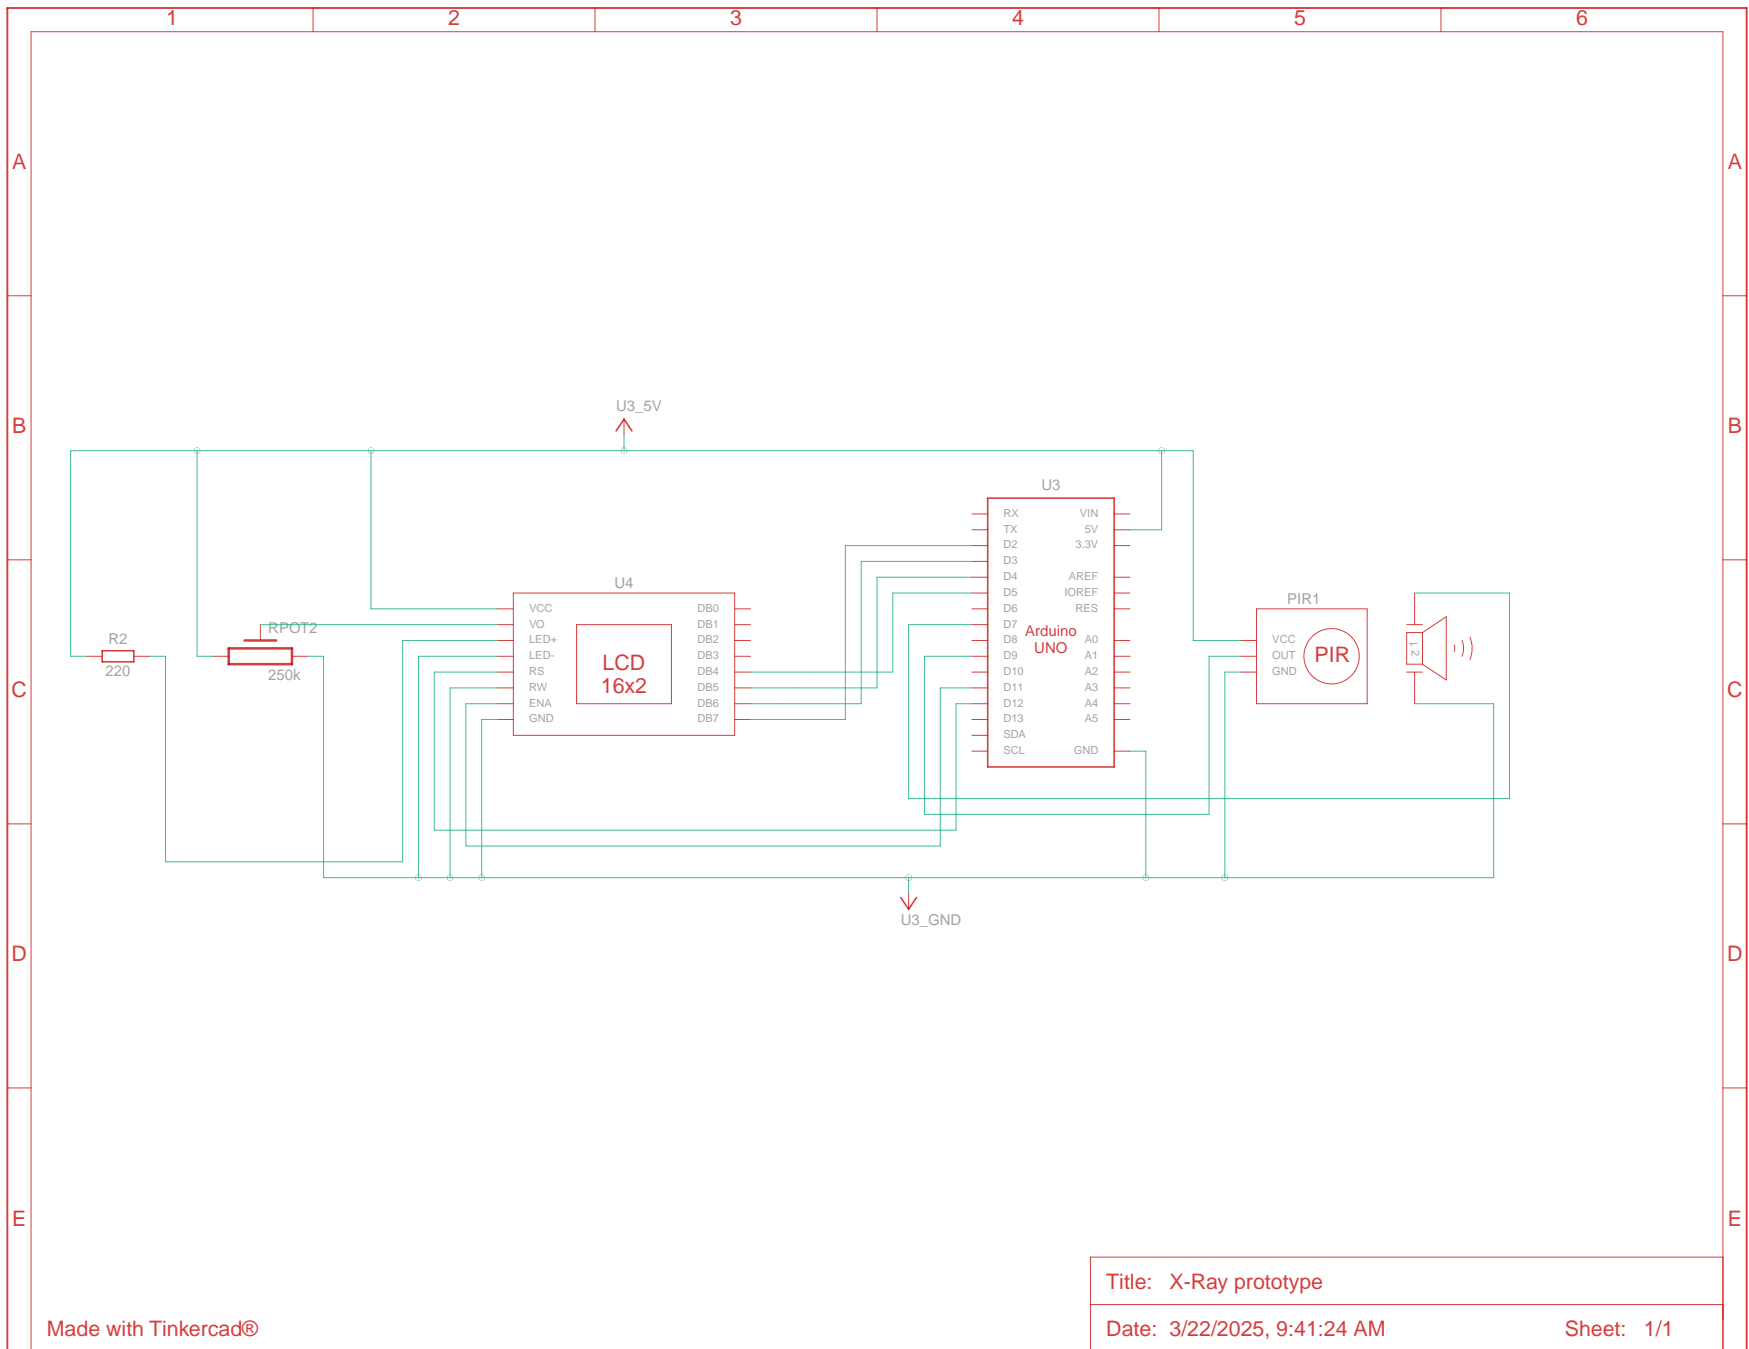 1 2 3 4 5 6
A A
B B
C C
D D
E E
U3_5V
U3
RX VIN
TX 5V
D2 3.3V
D3
D4 AREF
D5 IOREF
D6 RES
D7
D8 A0
D9 A1
D10 A2
D11 A3
D12 A4
D13 A5
SDA
SCL GND
Arduino
UNO
U4
VCC DB0
VO DB1
LED+ DB2
LED- DB3
RS DB4
RW DB5
ENA DB6
GND DB7
LCD
16x2
R2
220
RPOT2
250k
PIR1
VCC
OUT
GND
PIR
1 2
U3_GND
Title: X-Ray prototype
Made with Tinkercad®
Date: 3/22/2025, 9:41:24 AM Sheet: 1/1